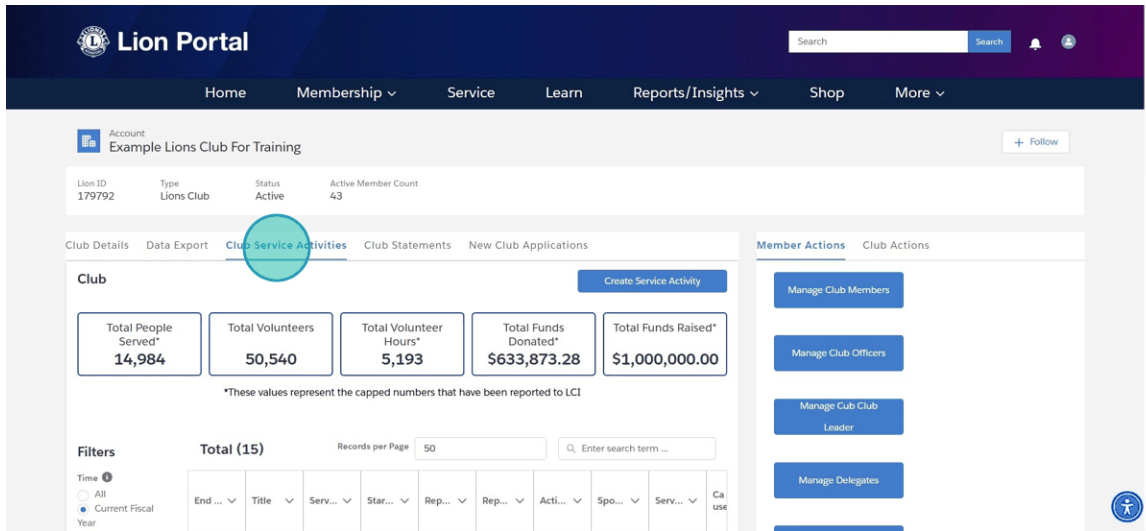 Lion Portal
Search
Search
Home Membership Service Learn Reports/Insights Shop More
Account
Example Lions Club For Training
+ Follow
Lion ID Type Status Active Member Count
179792 Lions Club Active 43
Club Details Data Export Club Service Activities Club Statements New Club Applications
Member Actions Club Actions
Club
Create Service Activity
Manage Club Members
Total People
Served*
14,984
Total Volunteers
50,540
Total Volunteer
Hours*
5,193
Total Funds
Donated*
$633,873.28
Total Funds Raised*
$1,000,000.00
Manage Club Officers
*These values represent the capped numbers that have been reported to LCI
Manage Cub Club
Leader
Filters
Total (15)
Records per Page 50
Enter search term ...
Manage Delegates
Time
All
Current Fiscal
Year
End ... Title Serv... Star... Rep... Rep... Acti... Spo... Serv... Ca
use